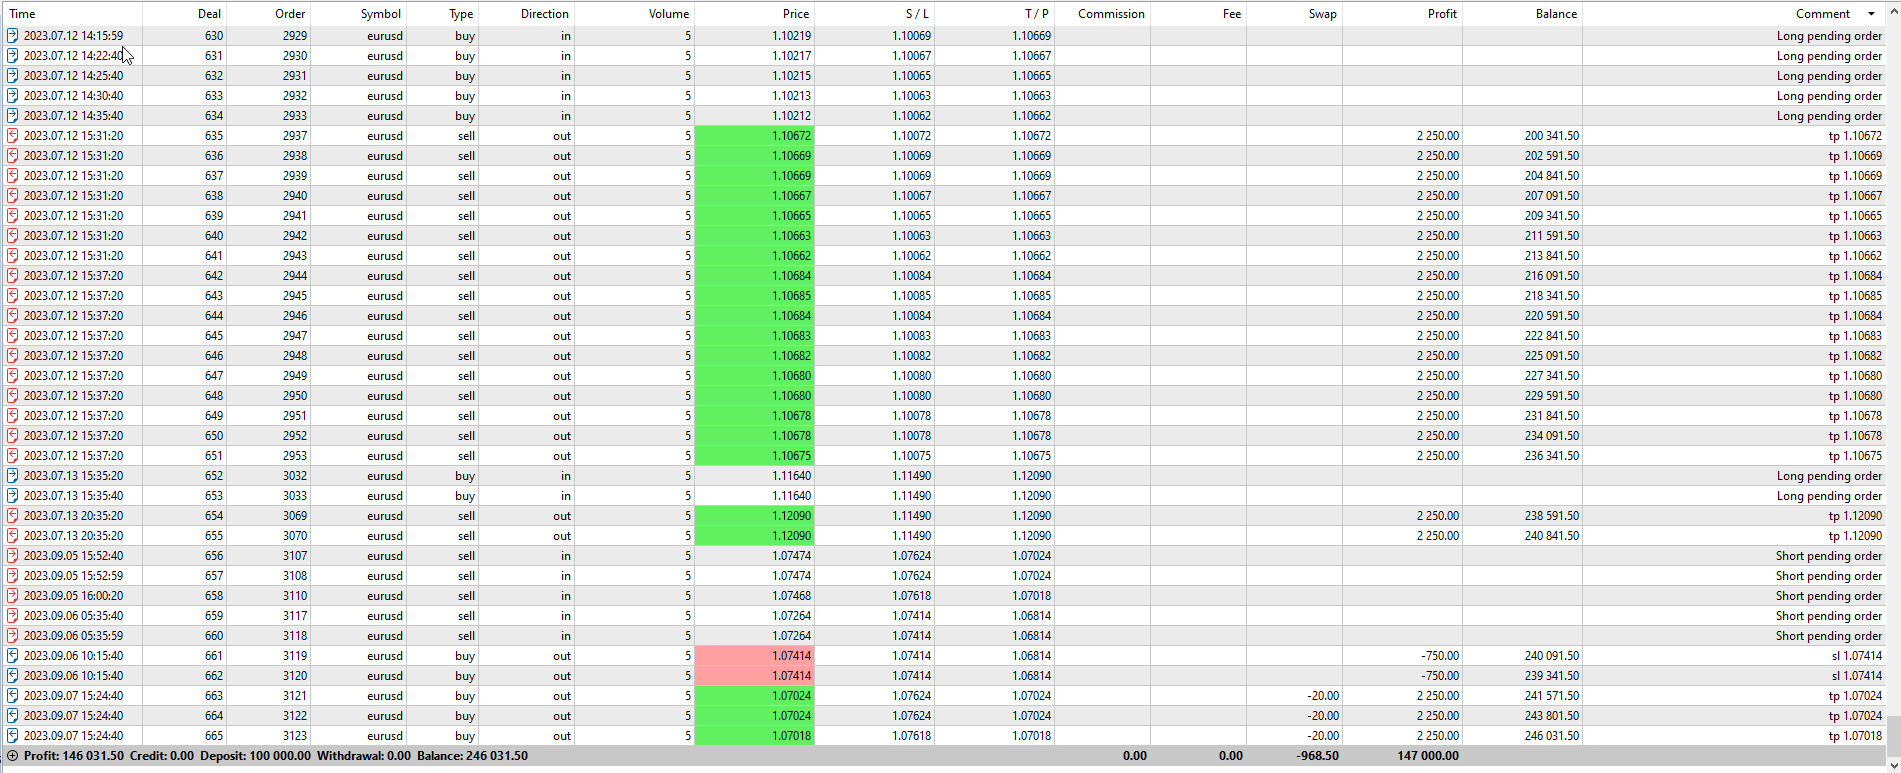 Time Deal Order Symbol Type Direction Volume Price S / L T / P Commission Fee Swap Profit Balance Comment
2023.07.12 14:15:59 630 2929 eurusd buy in 5 1.10219 1.10069 1.10669 Long pending order
2023.07.12 14:22:40 631 2930 eurusd buy in 5 1.10217 1.10067 1.10667 Long pending order
2023.07.12 14:25:40 632 2931 eurusd buy in 5 1.10215 1.10065 1.10665 Long pending order
2023.07.12 14:30:40 633 2932 eurusd buy in 5 1.10213 1.10063 1.10663 Long pending order
2023.07.12 14:35:40 634 2933 eurusd buy in 5 1.10212 1.10062 1.10662 Long pending order
2023.07.12 15:31:20 635 2937 eurusd sell out 5 1.10672 1.10072 1.10672 2 250.00 200 341.50 tp 1.10672
2023.07.12 15:31:20 636 2938 eurusd sell out 5 1.10669 1.10069 1.10669 2 250.00 202 591.50 tp 1.10669
2023.07.12 15:31:20 637 2939 eurusd sell out 5 1.10669 1.10069 1.10669 2 250.00 204 841.50 tp 1.10669
2023.07.12 15:31:20 638 2940 eurusd sell out 5 1.10667 1.10067 1.10667 2 250.00 207 091.50 tp 1.10667
2023.07.12 15:31:20 639 2941 eurusd sell out 5 1.10665 1.10065 1.10665 2 250.00 209 341.50 tp 1.10665
2023.07.12 15:31:20 640 2942 eurusd sell out 5 1.10663 1.10063 1.10663 2 250.00 211 591.50 tp 1.10663
2023.07.12 15:31:20 641 2943 eurusd sell out 5 1.10662 1.10062 1.10662 2 250.00 213 841.50 tp 1.10662
2023.07.12 15:37:20 642 2944 eurusd sell out 5 1.10684 1.10084 1.10684 2 250.00 216 091.50 tp 1.10684
2023.07.12 15:37:20 643 2945 eurusd sell out 5 1.10685 1.10085 1.10685 2 250.00 218 341.50 tp 1.10685
2023.07.12 15:37:20 644 2946 eurusd sell out 5 1.10684 1.10084 1.10684 2 250.00 220 591.50 tp 1.10684
2023.07.12 15:37:20 645 2947 eurusd sell out 5 1.10683 1.10083 1.10683 2 250.00 222 841.50 tp 1.10683
2023.07.12 15:37:20 646 2948 eurusd sell out 5 1.10682 1.10082 1.10682 2 250.00 225 091.50 tp 1.10682
2023.07.12 15:37:20 647 2949 eurusd sell out 5 1.10680 1.10080 1.10680 2 250.00 227 341.50 tp 1.10680
2023.07.12 15:37:20 648 2950 eurusd sell out 5 1.10680 1.10080 1.10680 2 250.00 229 591.50 tp 1.10680
2023.07.12 15:37:20 649 2951 eurusd sell out 5 1.10678 1.10078 1.10678 2 250.00 231 841.50 tp 1.10678
2023.07.12 15:37:20 650 2952 eurusd sell out 5 1.10678 1.10078 1.10678 2 250.00 234 091.50 tp 1.10678
2023.07.12 15:37:20 651 2953 eurusd sell out 5 1.10675 1.10075 1.10675 2 250.00 236 341.50 tp 1.10675
2023.07.13 15:35:20 652 3032 eurusd buy in 5 1.11640 1.11490 1.12090 Long pending order
2023.07.13 15:35:40 653 3033 eurusd buy in 5 1.11640 1.11490 1.12090 Long pending order
2023.07.13 20:35:20 654 3069 eurusd sell out 5 1.12090 1.11490 1.12090 2 250.00 238 591.50 tp 1.12090
2023.07.13 20:35:20 655 3070 eurusd sell out 5 1.12090 1.11490 1.12090 2 250.00 240 841.50 tp 1.12090
2023.09.05 15:52:40 656 3107 eurusd sell in 5 1.07474 1.07624 1.07024 Short pending order
2023.09.05 15:52:59 657 3108 eurusd sell in 5 1.07474 1.07624 1.07024 Short pending order
2023.09.05 16:00:20 658 3110 eurusd sell in 5 1.07468 1.07618 1.07018 Short pending order
2023.09.06 05:35:40 659 3117 eurusd sell in 5 1.07264 1.07414 1.06814 Short pending order
2023.09.06 05:35:59 660 3118 eurusd sell in 5 1.07264 1.07414 1.06814 Short pending order
2023.09.06 10:15:40 661 3119 eurusd buy out 5 1.07414 1.07414 1.06814 -750.00 240 091.50 sl 1.07414
2023.09.06 10:15:40 662 3120 eurusd buy out 5 1.07414 1.07414 1.06814 -750.00 239 341.50 sl 1.07414
2023.09.07 15:24:40 663 3121 eurusd buy out 5 1.07024 1.07624 1.07024 -20.00 2 250.00 241 571.50 tp 1.07024
2023.09.07 15:24:40 664 3122 eurusd buy out 5 1.07024 1.07624 1.07024 -20.00 2 250.00 243 801.50 tp 1.07024
2023.09.07 15:24:40 665 3123 eurusd buy out 5 1.07018 1.07618 1.07018 -20.00 2 250.00 246 031.50 tp 1.07018
Profit: 146 031.50 Credit: 0.00 Deposit: 100 000.00 Withdrawal: 0.00 Balance: 246 031.50 0.00 0.00 -968.50 147 000.00